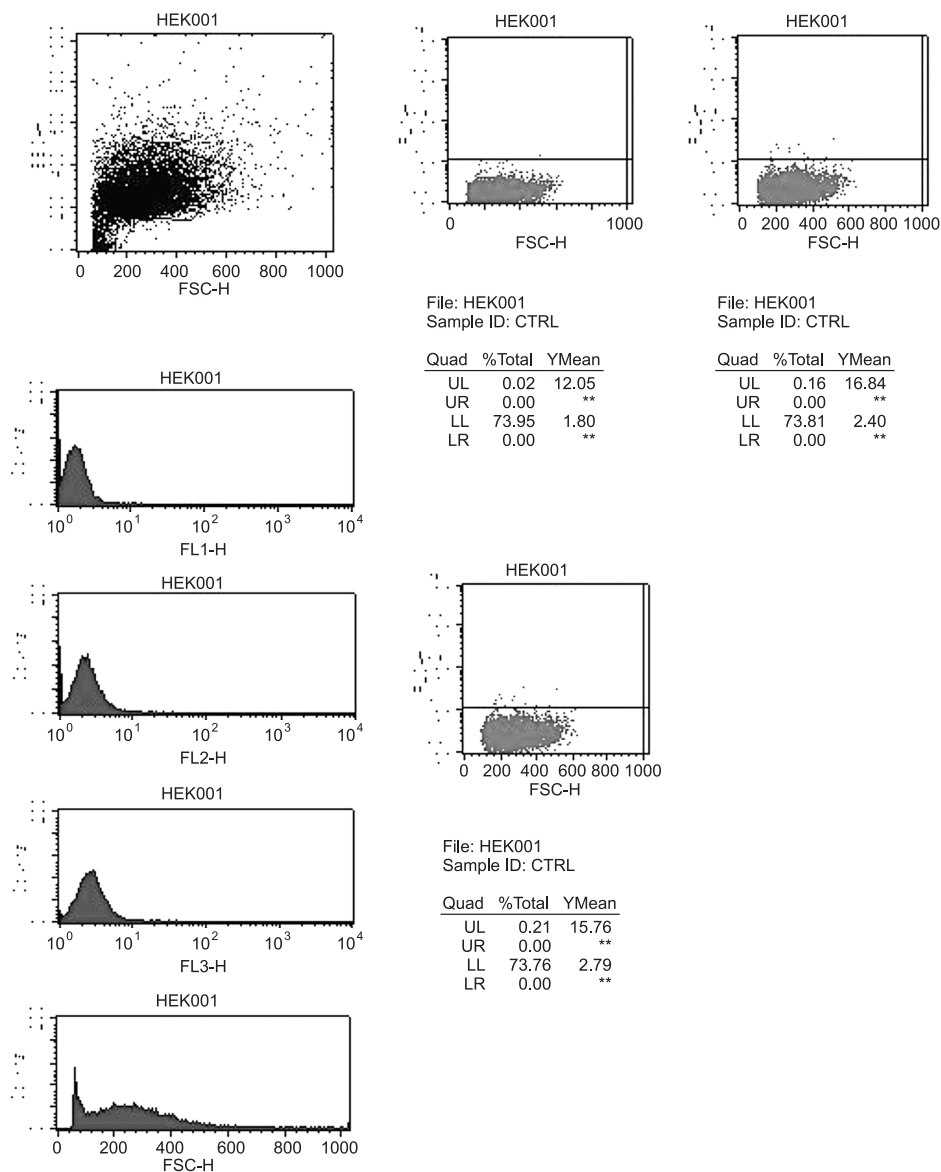 HEK001
0 200 400 600 800 1000
FSC-H
HEK001
0 1000
FSC-H
HEK001
0 200 400 600 1000
FSC-H
File: HEK001
Sample ID: CTRL
Quad %Total YMean
UL 0.02 12.05
UR 0.00 **
LL 73.95 1.80
LR 0.00 **
File: HEK001
Sample ID: CTRL
Quad %Total YMean
UL 0.16 16.84
UR 0.00 **
LL 73.81 2.40
LR 0.00 **
HEK001
10⁰ 10¹ 10² 10³ 10⁴
FL1-H
HEK001
10⁰ 10¹ 10² 10³ 10⁴
FL2-H
HEK001
0 200 400 600 800 1000
FSC-H
HEK001
10⁰ 10¹ 10² 10³ 10⁴
FL3-H
File: HEK001
Sample ID: CTRL
Quad %Total YMean
UL 0.21 15.76
UR 0.00 **
LL 73.76 2.79
LR 0.00 **
HEK001
0 200 400 600 800 1000
FSC-H